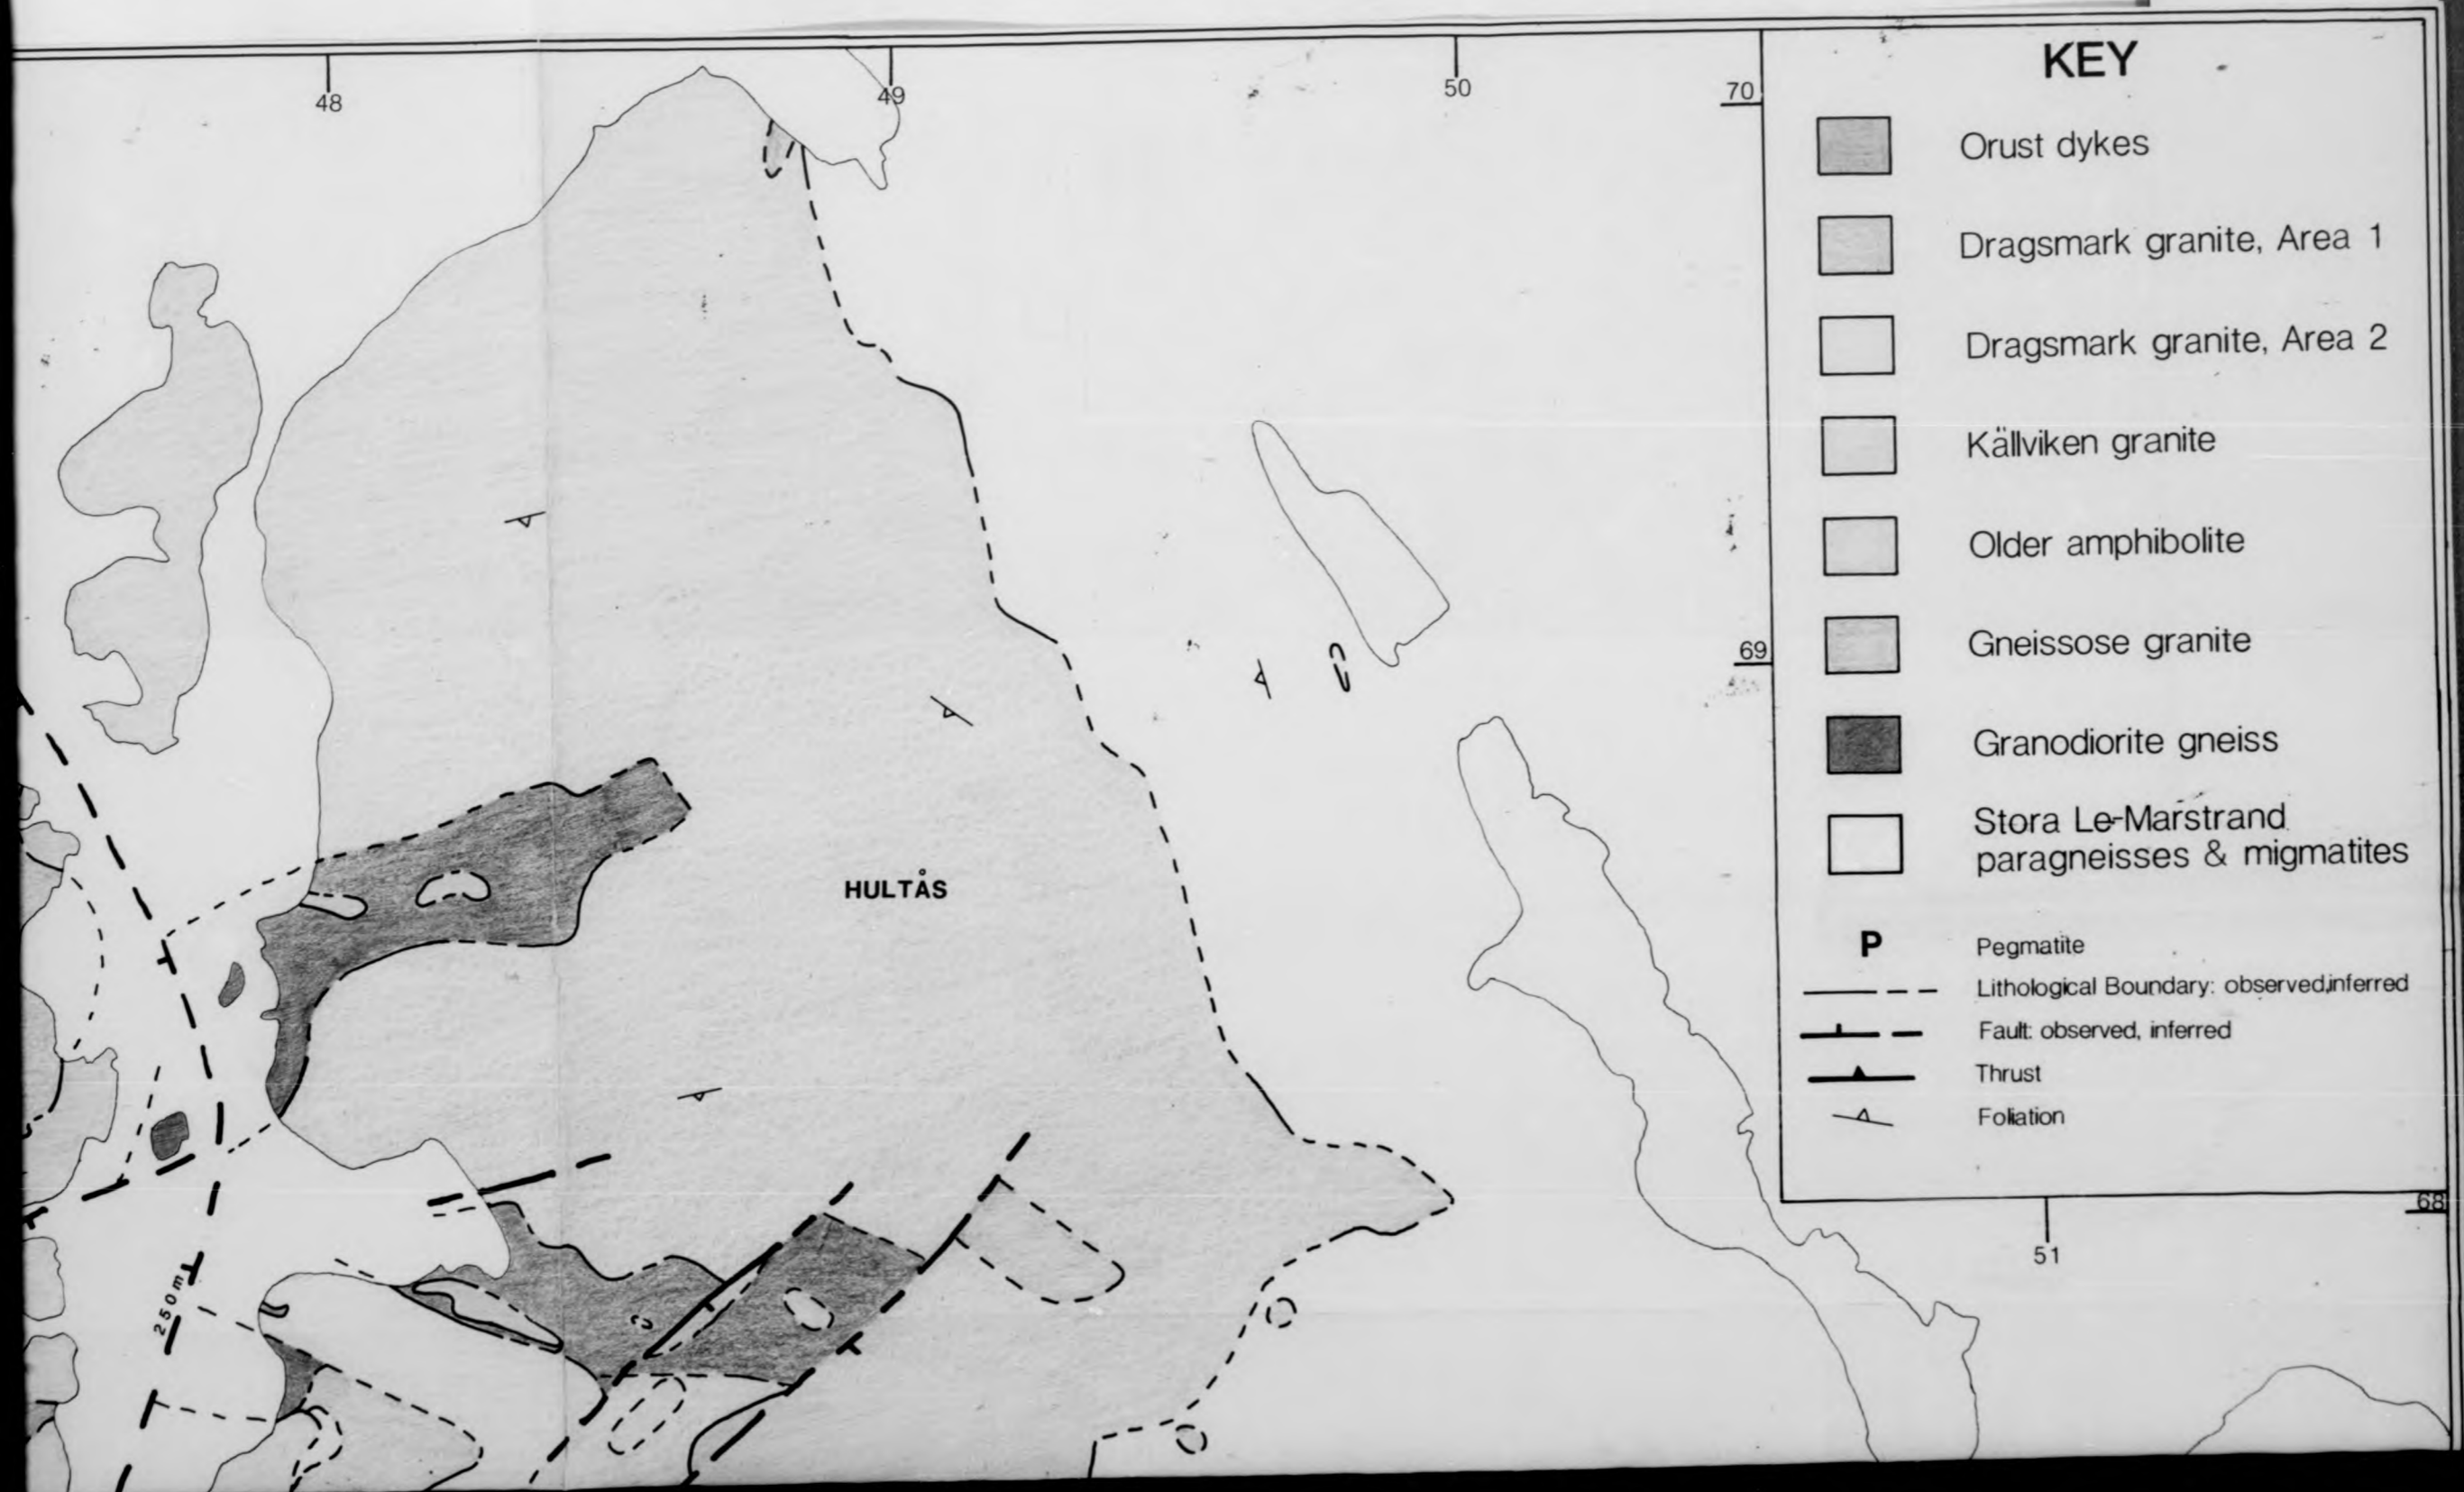 48
49
50
70
KEY
Orust dykes
Dragsmark granite, Area 1
Dragsmark granite, Area 2
Källviken granite
Older amphibolite
Gneissose granite
69
Granodiorite gneiss
Stora Le-Marstrand
paragneisses & migmatites
HULTÅS
P Pegmatite
Lithological Boundary: observed,inferred
Fault: observed, inferred
Thrust
Foliation
68
51
250m